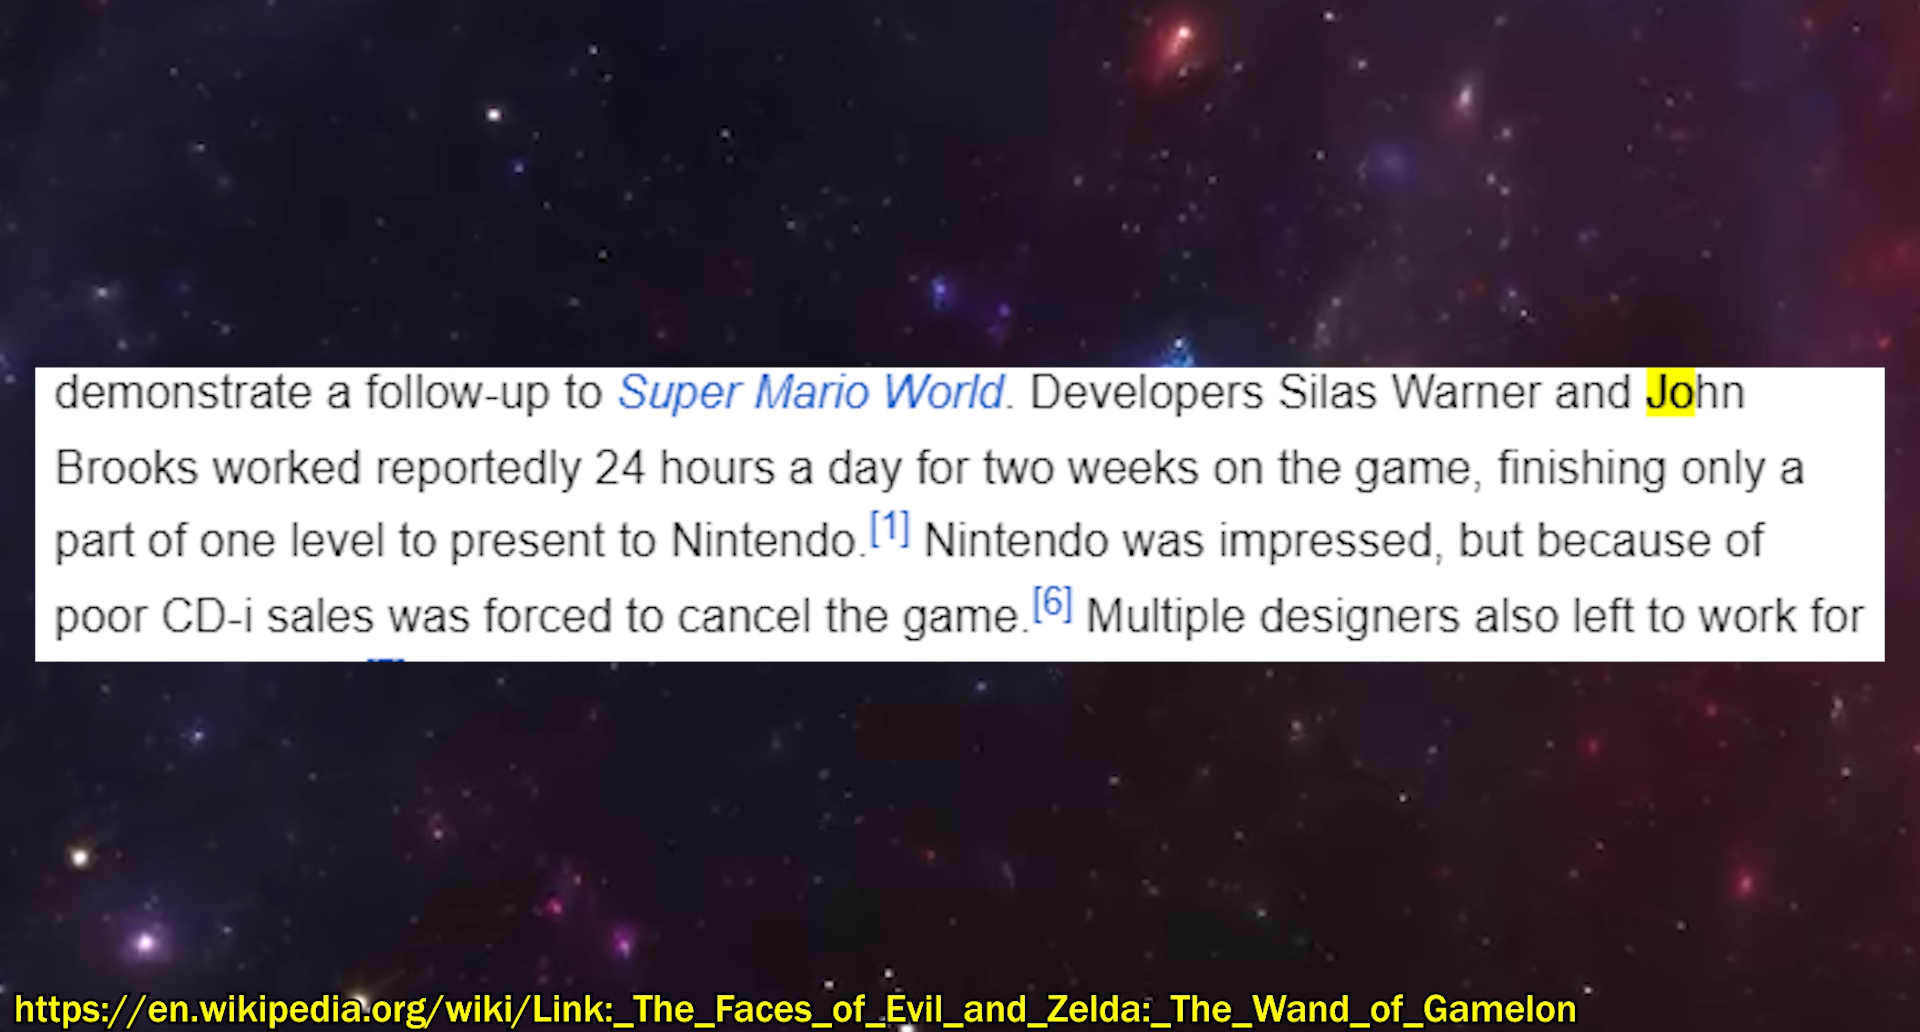 demonstrate a follow-up to Super Mario World. Developers Silas Warner and John
Brooks worked reportedly 24 hours a day for two weeks on the game, finishing only a
part of one level to present to Nintendo.[1] Nintendo was impressed, but because of
poor CD-i sales was forced to cancel the game.[6] Multiple designers also left to work for
https://en.wikipedia.org/wiki/Link:_The_Faces_of_Evil_and_Zelda:_The_Wand_of_Gamelon